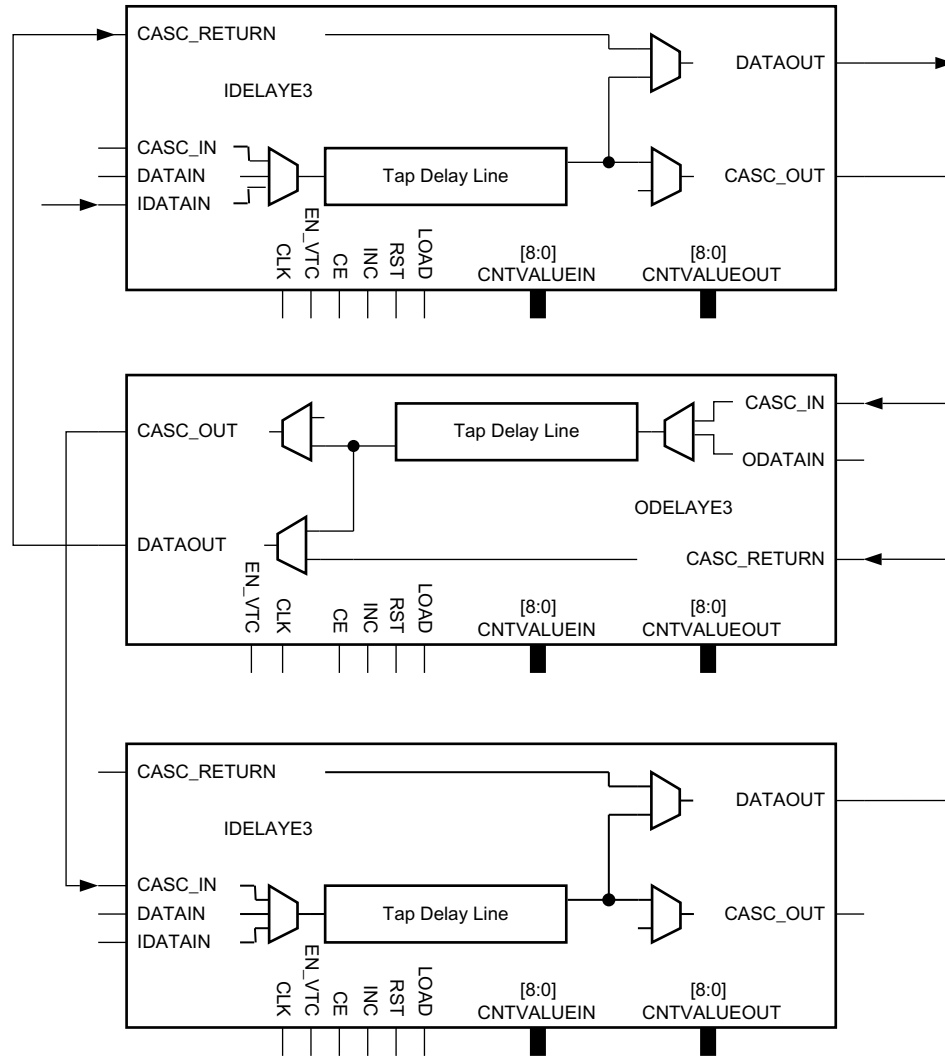 CASC_RETURN
DATAOUT
IDELAYE3
CASC_IN
DATAIN
Tap Delay Line
CASC_OUT
IDATAIN
CLK
EN_VTC
CE
INC
RST
LOAD
[8:0]
CNTVALUEIN
[8:0]
CNTVALUEOUT
CASC_OUT
Tap Delay Line
CASC_IN
ODATAIN
ODELAYE3
DATAOUT
CASC_RETURN
EN_VTC
CLK
CE
INC
RST
LOAD
[8:0]
CNTVALUEIN
[8:0]
CNTVALUEOUT
CASC_RETURN
DATAOUT
IDELAYE3
CASC_IN
DATAIN
Tap Delay Line
CASC_OUT
IDATAIN
CLK
EN_VTC
CE
INC
RST
LOAD
[8:0]
CNTVALUEIN
[8:0]
CNTVALUEOUT